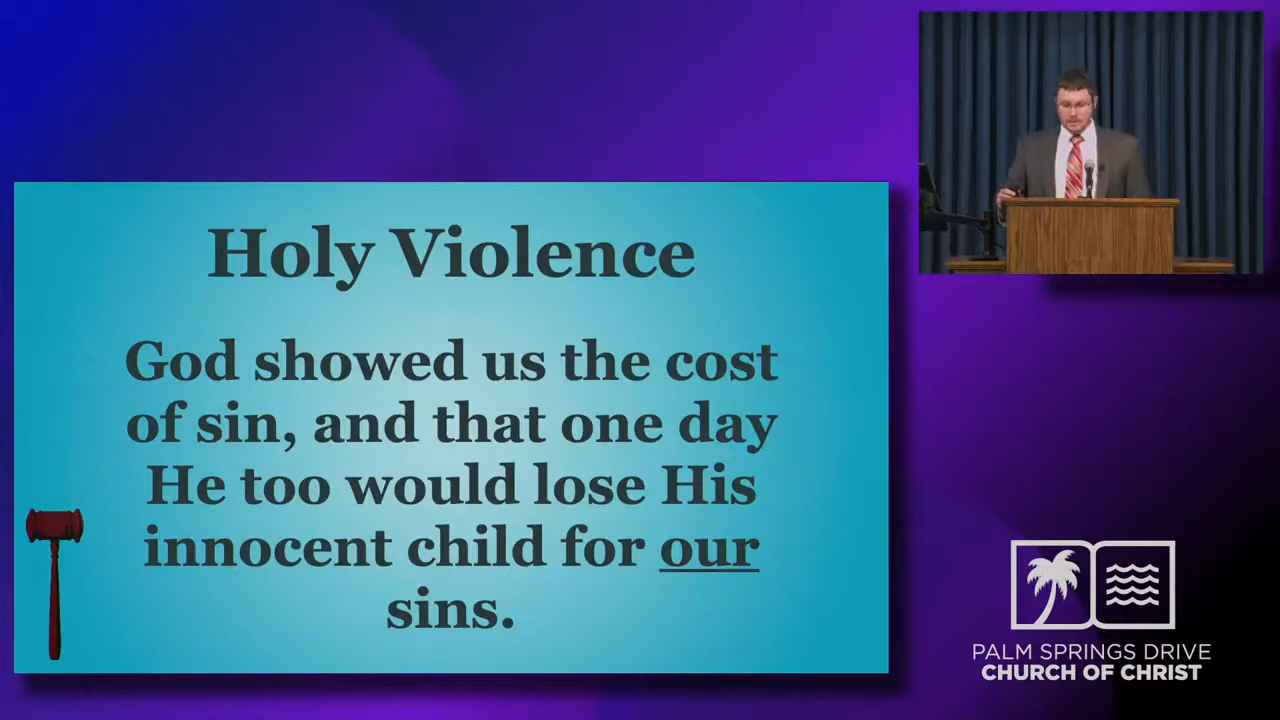 Holy Violence
God showed us the cost
of sin, and that one day
He too would lose His
innocent child for our
sins.
PALM SPRINGS DRIVE
CHURCH OF CHRIST